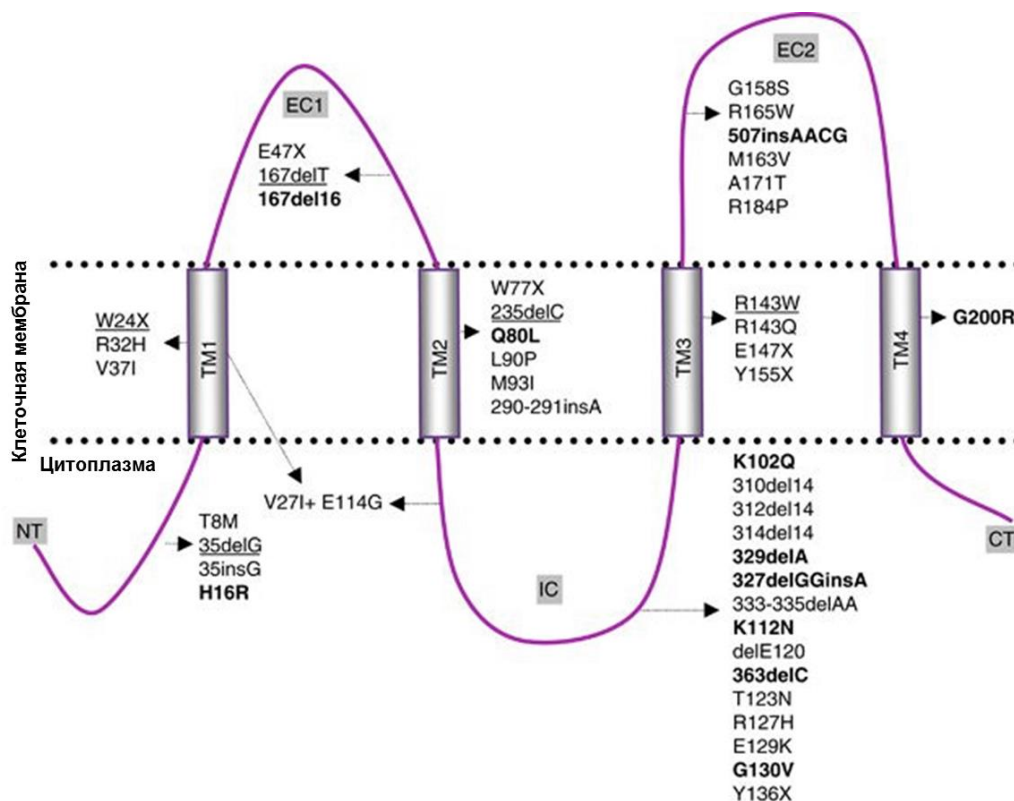 EC2
G158S
R165W
507insAACG
M163V
A171T
R184P
EC1
E47X
167delT
167del16
Клеточная мембрана
W24X
R32H
V37I
TM1
TM2
W77X
235delC
Q80L
L90P
M93I
290-291insA
TM3
R143W
R143Q
E147X
Y155X
TM4
G200R
Цитоплазма
NT
T8M
35delG
35insG
H16R
V27I+ E114G
IC
K102Q
310del14
312del14
314del14
329delA
327delGGinsA
333-335delAA
K112N
delE120
363delC
T123N
R127H
E129K
G130V
Y136X
CT